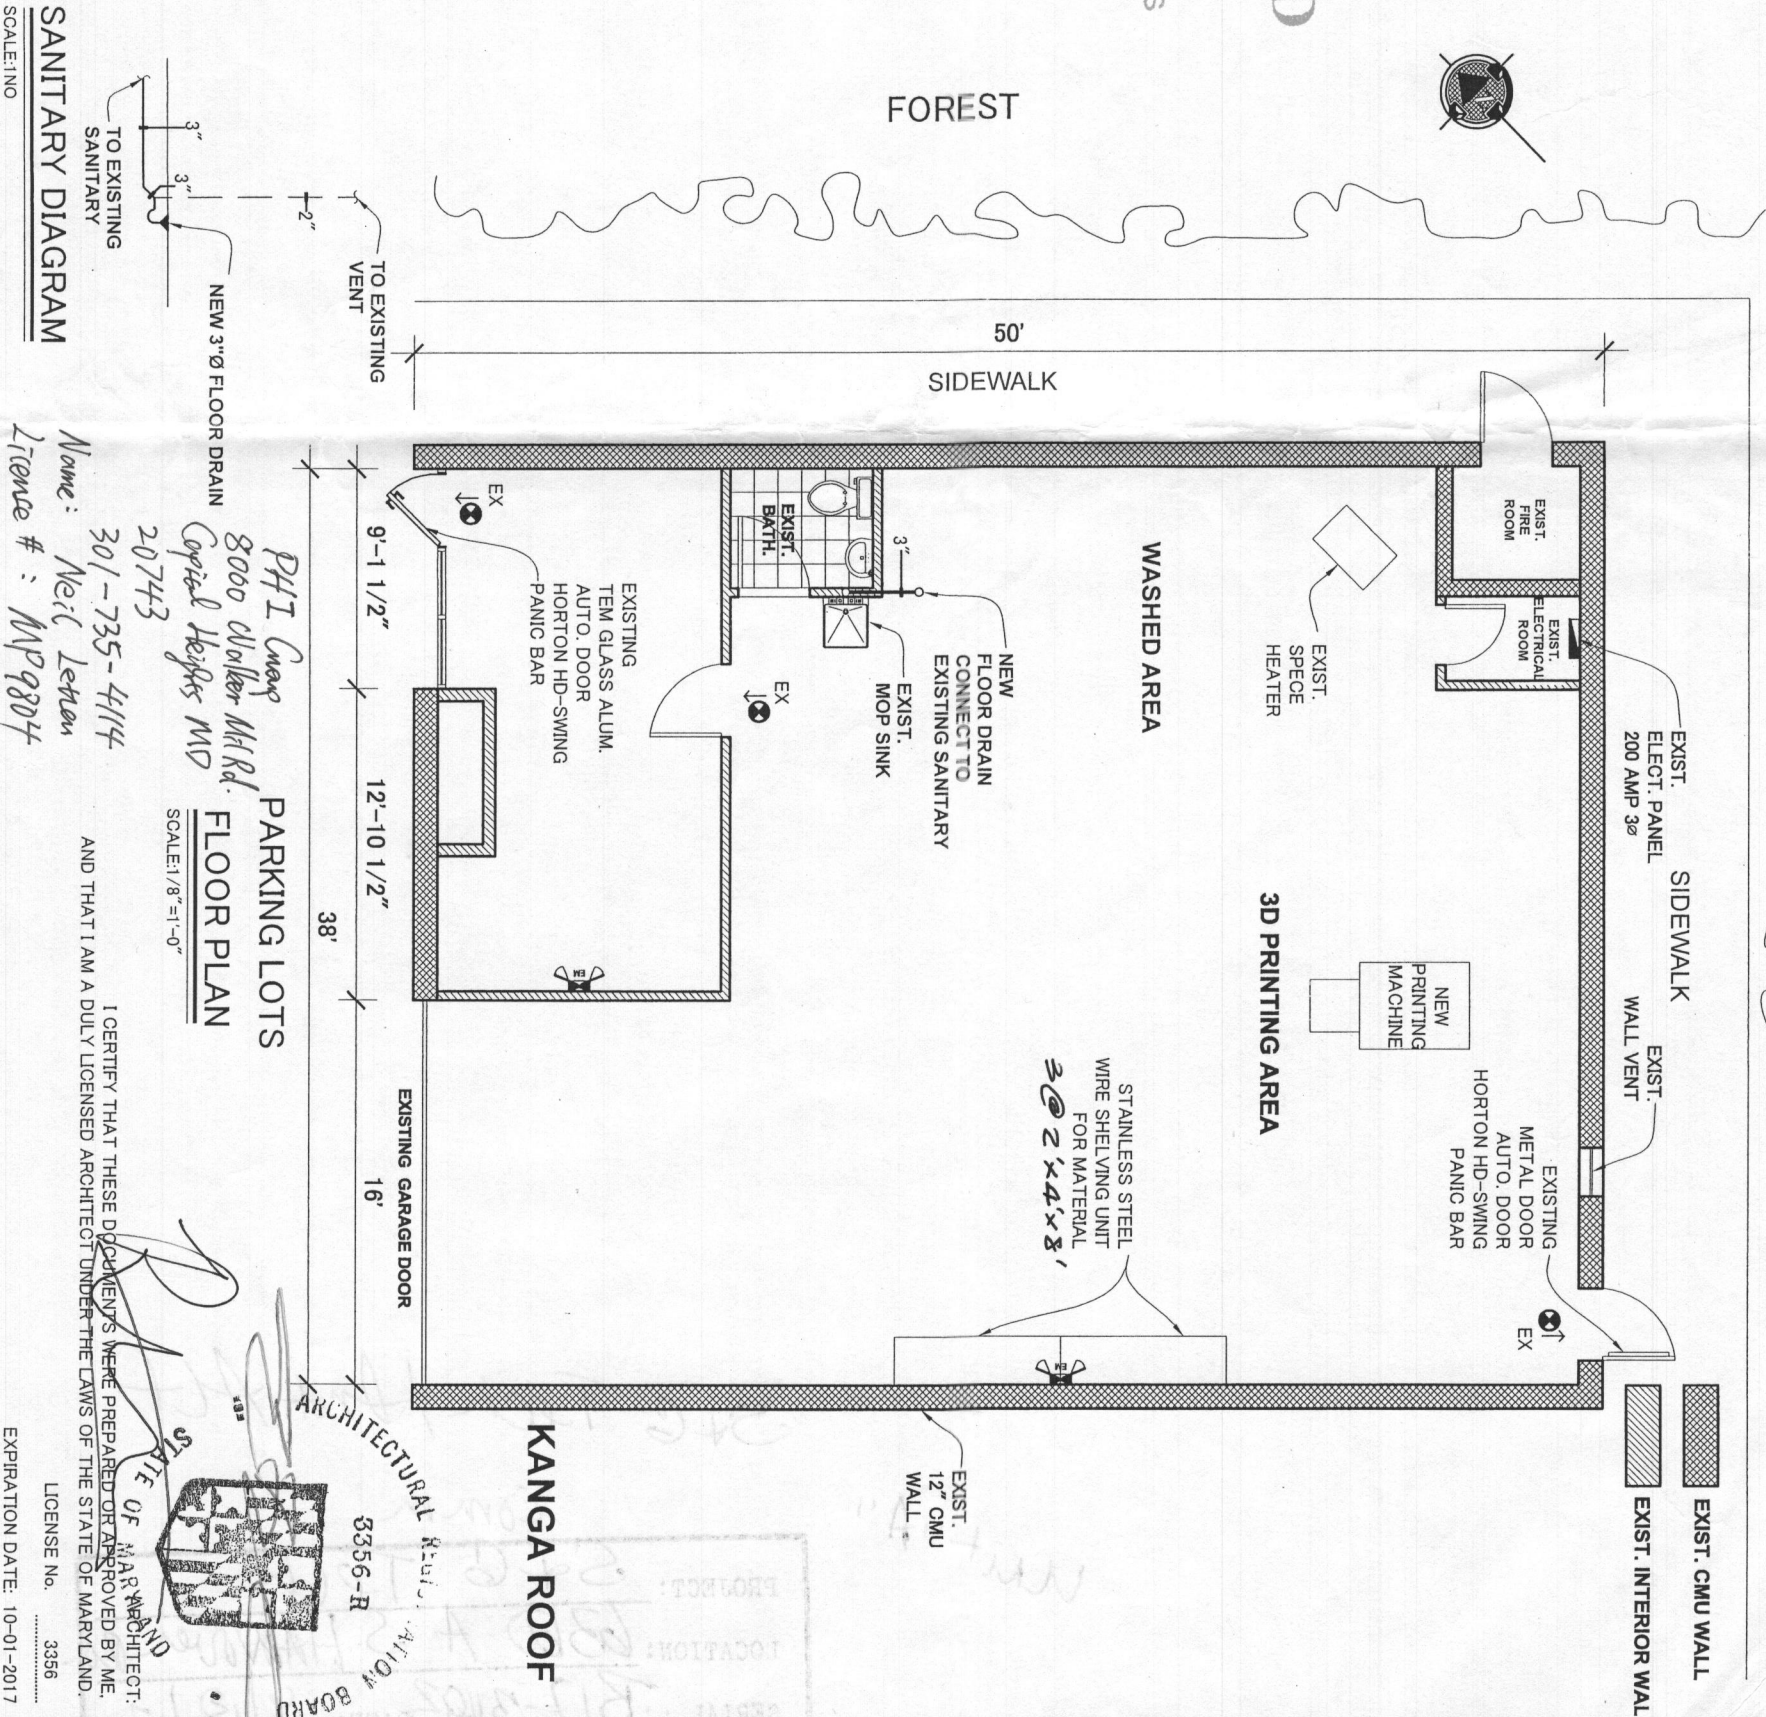 FOREST
50'
SIDEWALK
SIDEWALK
EXIST. CMU WALL
EXIST. INTERIOR WAL
EXIST.
ELECT. PANEL
200 AMP 3ø
EXIST.
WALL VENT
EXISTING
METAL DOOR
AUTO. DOOR
HORTON HD-SWING
PANIC BAR
EX
EXIST.
FIRE
ROOM
EXIST.
ELECTRICAL
ROOM
EXIST.
SPECE
HEATER
NEW
PRINTING
MACHINE
3D PRINTING AREA
WASHED AREA
STAINLESS STEEL
WIRE SHELVING UNIT
FOR MATERIAL
3@2'x4'x8'
EM
EXIST.
12" CMU
WALL
NEW
FLOOR DRAIN
CONNECT TO
EXISTING SANITARY
3"
EXIST.
MOP SINK
EXIST.
BATH.
EX
EXISTING
TEM GLASS ALUM.
AUTO. DOOR
HORTON HD-SWING
PANIC BAR
EX
EM
KANGA ROOF
EXISTING GARAGE DOOR
9'-1 1/2"
12'-10 1/2"
16'
38'
PARKING LOTS
FLOOR PLAN
SCALE:1/8"=1'-0"
TO EXISTING
VENT
2"
NEW 3"Ø FLOOR DRAIN
3"
3"
TO EXISTING
SANITARY
SANITARY DIAGRAM
SCALE:1NO
PHI
8000 Walker Mill Rd.
Capital Heights MD
20743
301-735-4114
Name: Neil
License #: MP9804
ARCHITECTURAL
BOARD
3356-R
STATE OF MARYLAND
ARCHITECT:
I CERTIFY THAT THESE DOCUMENTS WERE PREPARED OR APPROVED BY ME,
AND THAT I AM A DULY LICENSED ARCHITECT UNDER THE LAWS OF THE STATE OF MARYLAND.
LICENSE No. 3356
EXPIRATION DATE: 10-01-2017
PROJECT:
LOCATION:
SERIAL